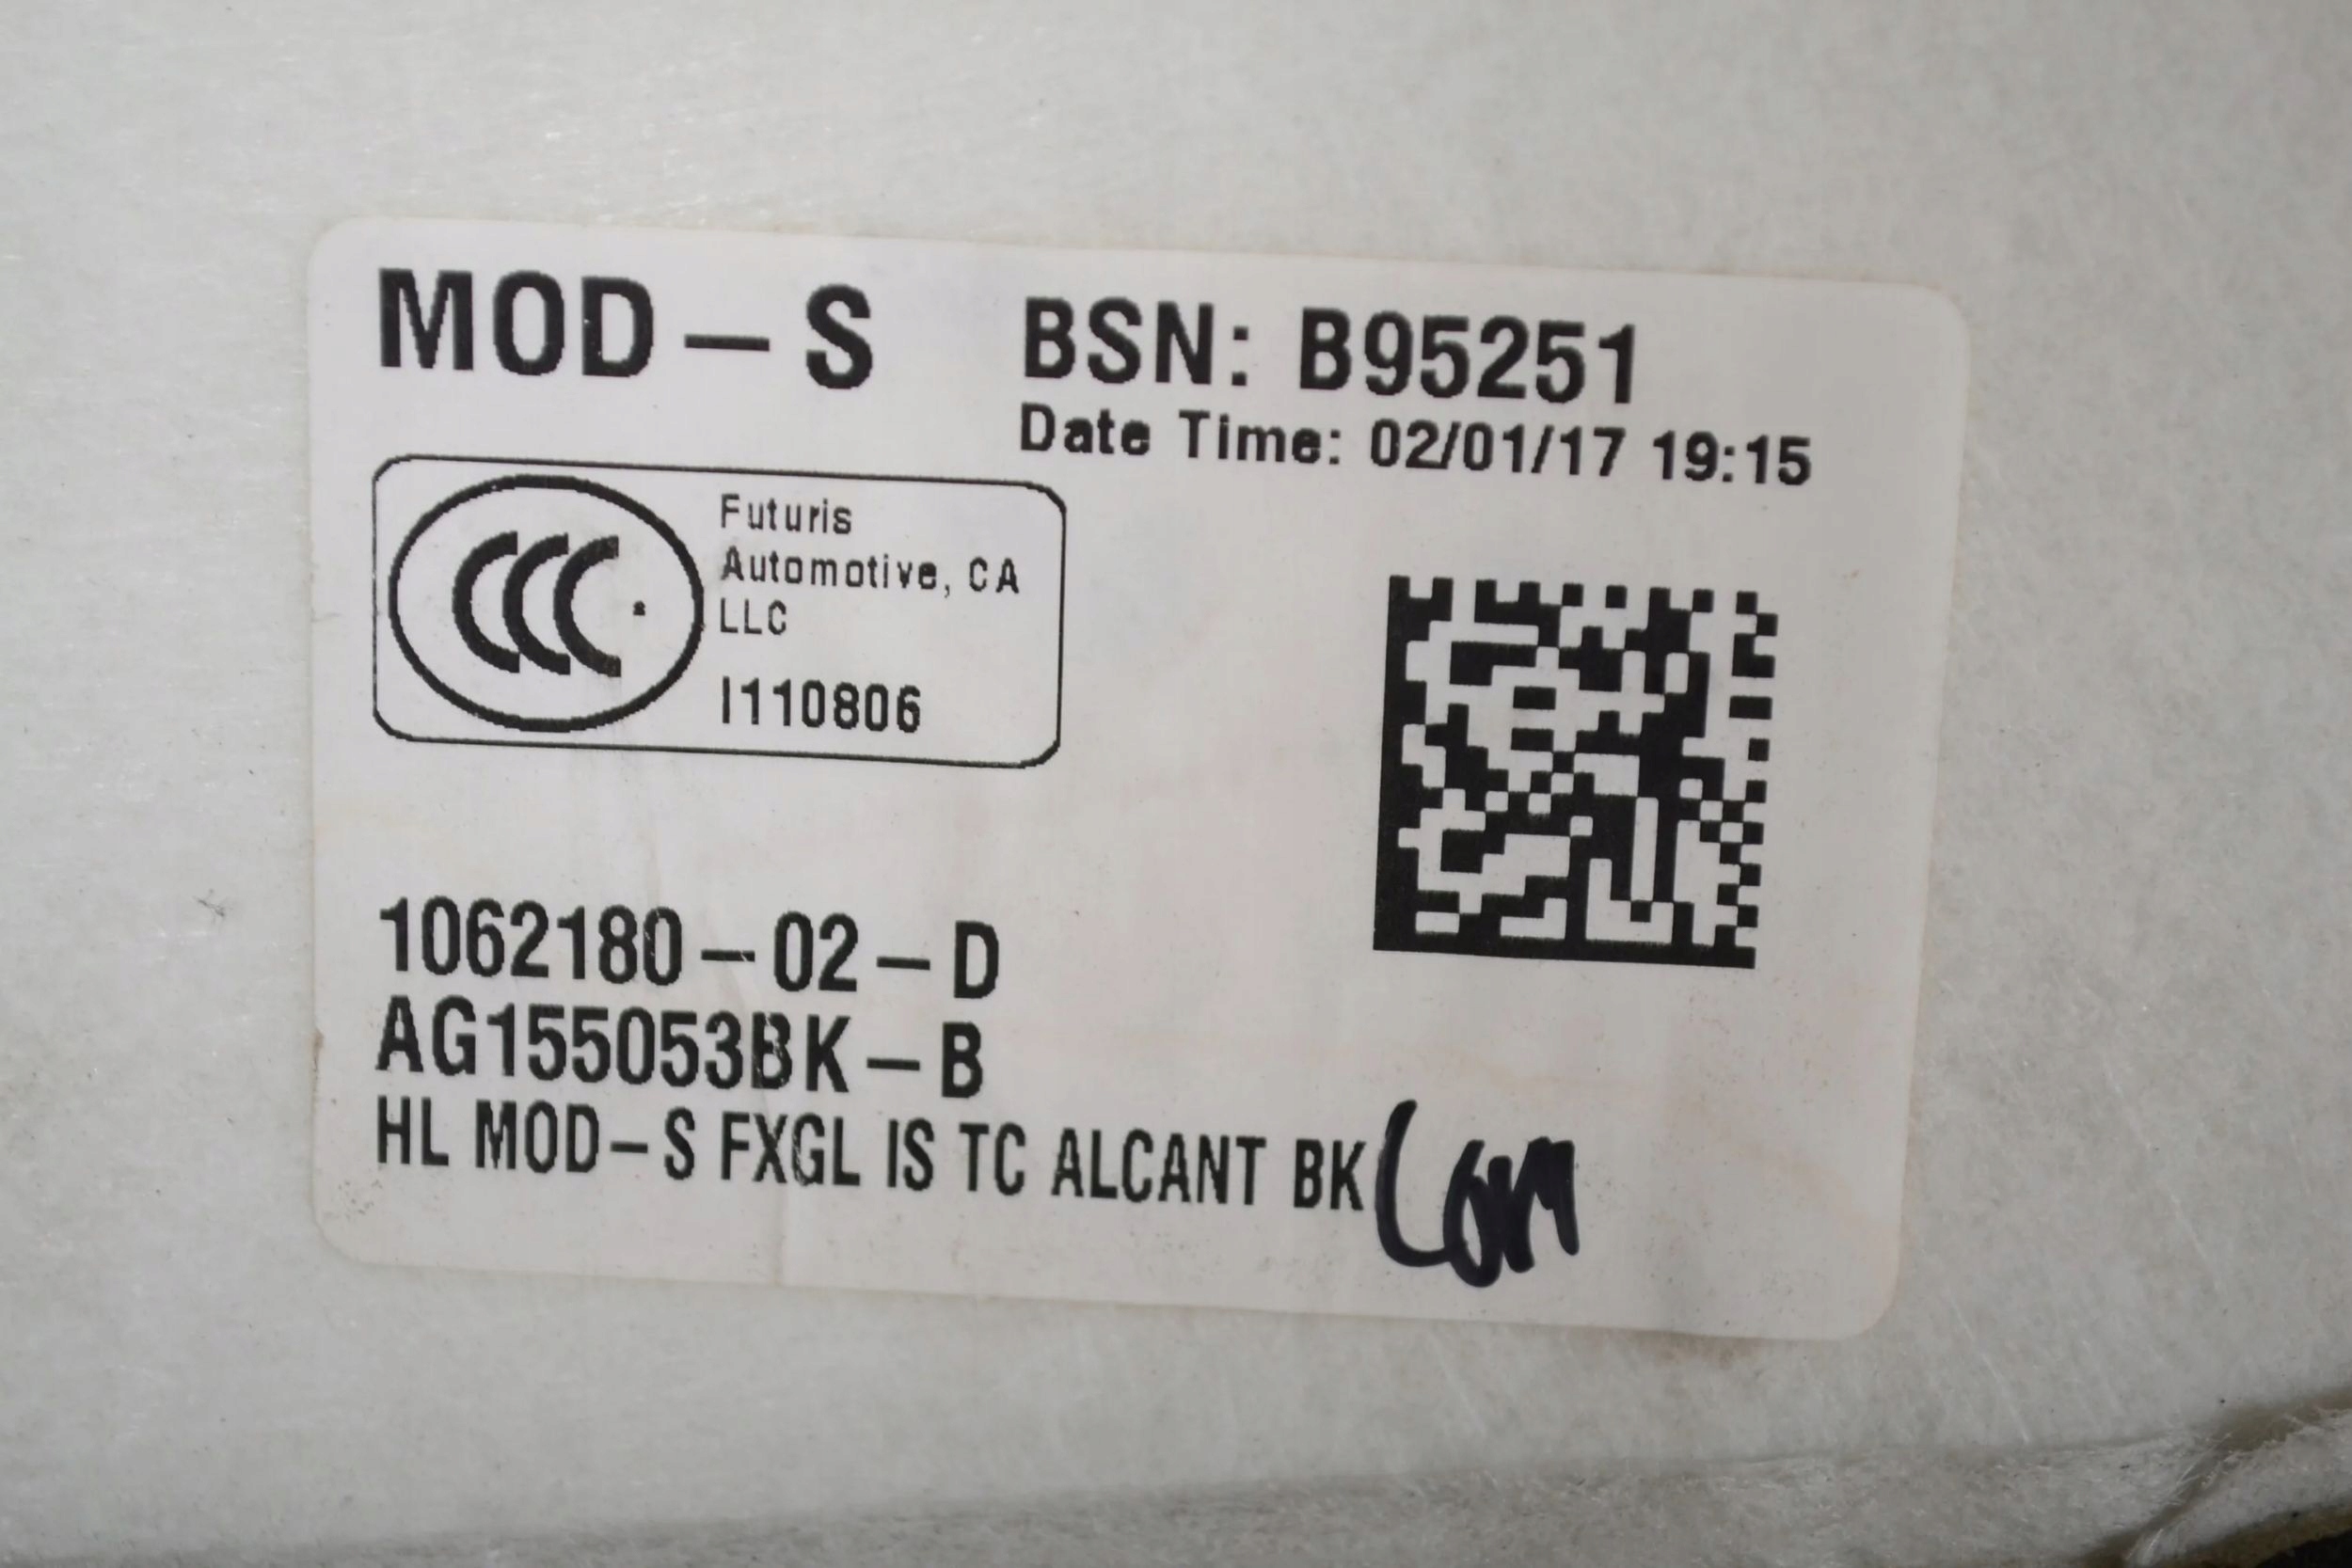 MOD-S
BSN: B95251
Date Time: 02/01/17 19:15
CCC
Futuris
Automotive, CA
LLC
I110806
1062180-02-D
AG155053BK-B
HL MOD-S FXGL IS TC ALCANT BK